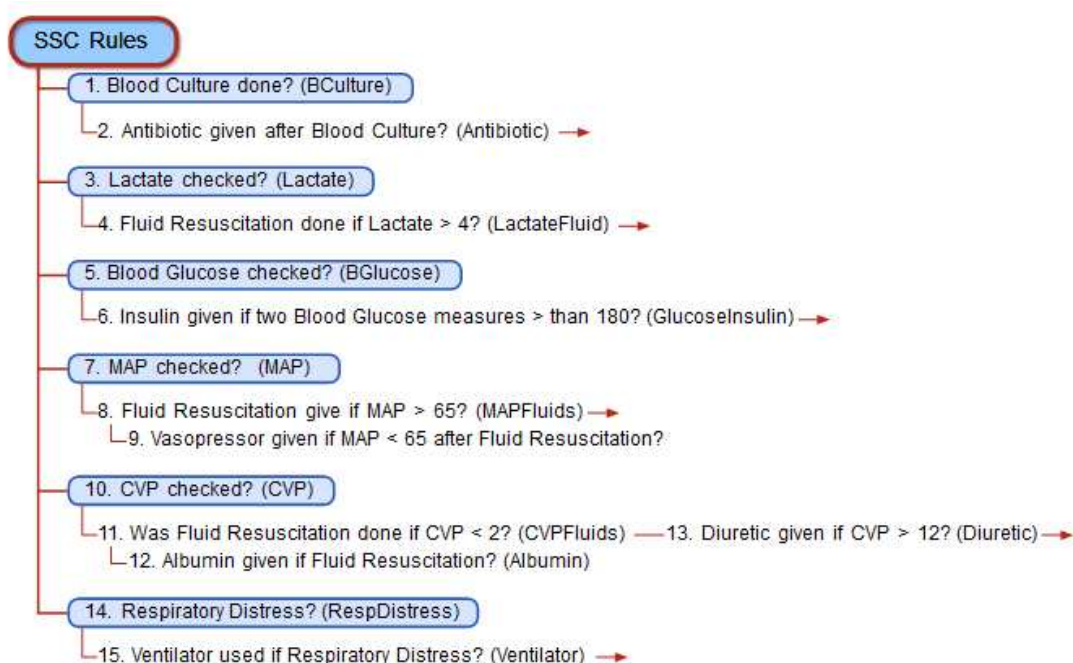 SSC Rules
1. Blood Culture done? (BCulture)
2. Antibiotic given after Blood Culture? (Antibiotic)
3. Lactate checked? (Lactate)
4. Fluid Resuscitation done if Lactate > 4? (LactateFluid)
5. Blood Glucose checked? (BGlucose)
6. Insulin given if two Blood Glucose measures > than 180? (GlucoseInsulin)
7. MAP checked? (MAP)
8. Fluid Resuscitation give if MAP > 65? (MAPFluids)
9. Vasopressor given if MAP < 65 after Fluid Resuscitation?
10. CVP checked? (CVP)
11. Was Fluid Resuscitation done if CVP < 2? (CVPFluids) 13. Diuretic given if CVP > 12? (Diuretic)
12. Albumin given if Fluid Resuscitation? (Albumin)
14. Respiratory Distress? (RespDistress)
15. Ventilator used if Respiratory Distress? (Ventilator)